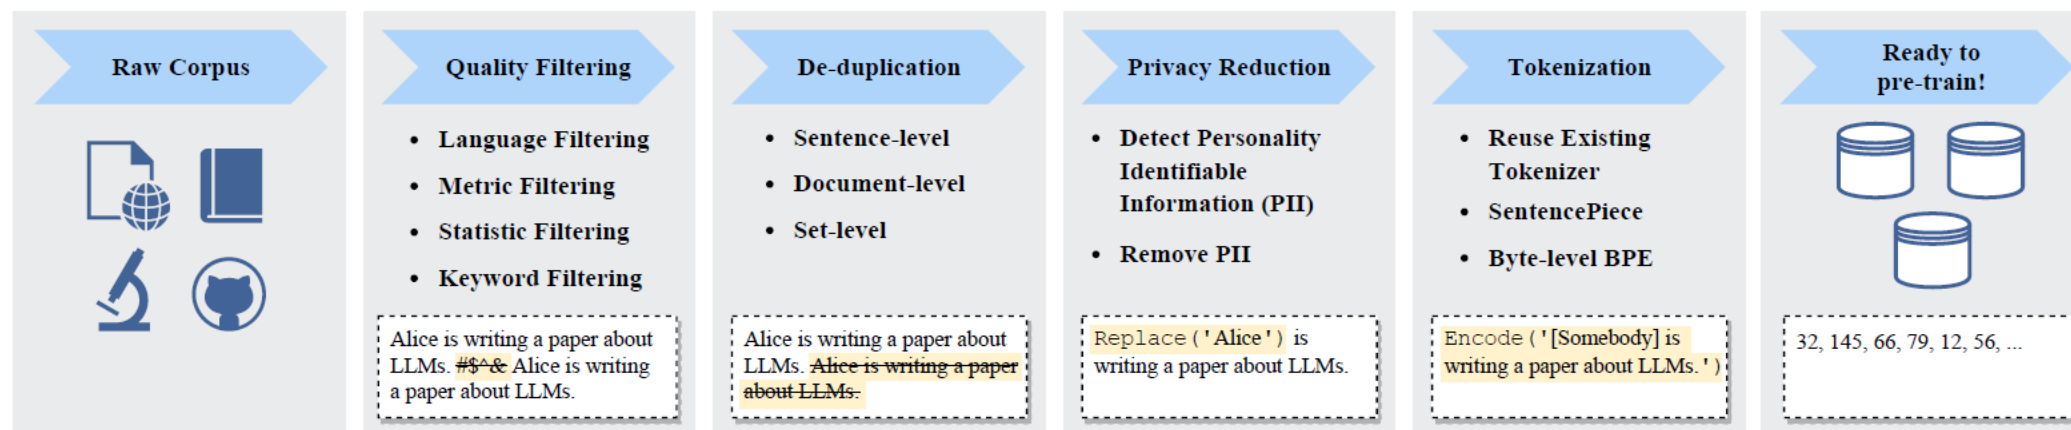 Raw Corpus
Quality Filtering
• Language Filtering
• Metric Filtering
• Statistic Filtering
• Keyword Filtering
Alice is writing a paper about
LLMs. #$^& Alice is writing
a paper about LLMs.
De-duplication
• Sentence-level
• Document-level
• Set-level
Alice is writing a paper about
LLMs. Alice is writing a paper
about LLMs.
Privacy Reduction
• Detect Personality
Identifiable
Information (PII)
• Remove PII
Replace('Alice') is
writing a paper about LLMs.
Tokenization
• Reuse Existing
Tokenizer
• SentencePiece
• Byte-level BPE
Encode('[Somebody] is
writing a paper about LLMs.')
Ready to
pre-train!
32, 145, 66, 79, 12, 56, ...